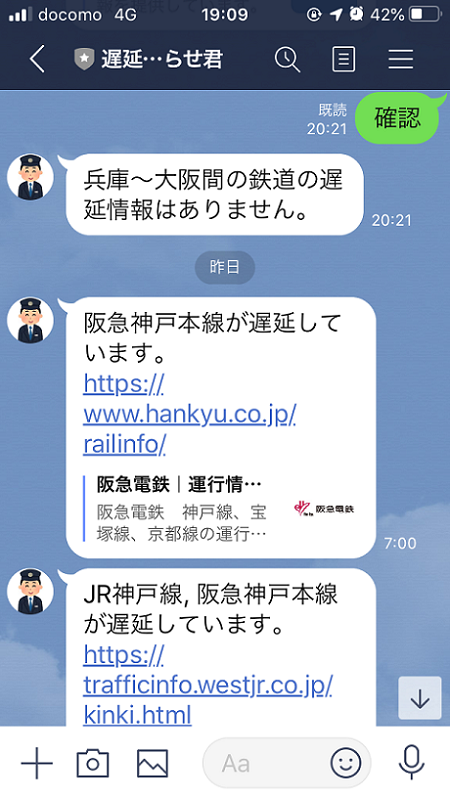 docomo 4G 19:09 42%
遅延…らせ君
既読
20:21
確認
兵庫〜大阪間の鉄道の遅
延情報はありません。
20:21
昨日
阪急神戸本線が遅延して
います。
https://
www.hankyu.co.jp/
railinfo/
阪急電鉄｜運行情…
阪急電鉄　神戸線、宝
塚線、京都線の運行…
阪急電鉄
7:00
JR神戸線, 阪急神戸本線
が遅延しています。
https://
trafficinfo.westjr.co.jp/
kinki.html
Aa